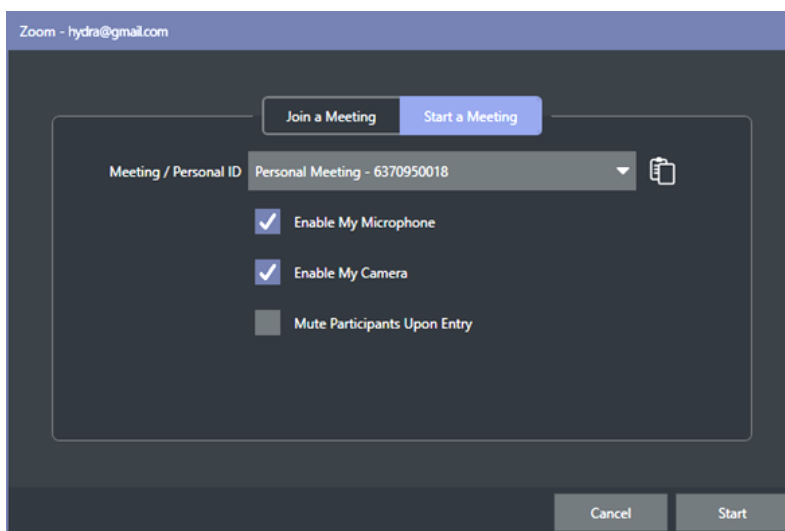 Zoom - hydra@gmail.com
Join a Meeting Start a Meeting
Meeting / Personal ID Personal Meeting - 6370950018
Enable My Microphone
Enable My Camera
Mute Participants Upon Entry
Cancel Start